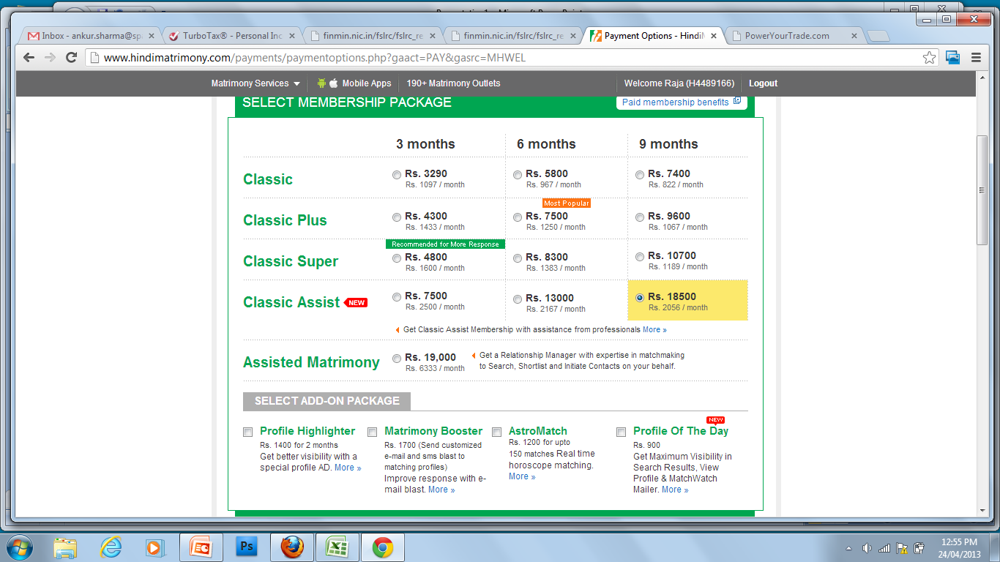 Inbox - ankur.sharma@sp
TurboTax® - Personal Inc
finmin.nic.in/fslrc/fslrc_re
finmin.nic.in/fslrc/fslrc_re
Payment Options - HindiM
PowerYourTrade.com
www.hindimatrimony.com/payments/paymentoptions.php?gaact=PAY&gasrc=MHWEL
Matrimony Services Mobile Apps 190+ Matrimony Outlets Welcome Raja (H4489166) Logout
SELECT MEMBERSHIP PACKAGE Paid membership benefits
3 months 6 months 9 months
Classic Rs. 3290 Rs. 5800 Rs. 7400
Rs. 1097 / month Rs. 967 / month Rs. 822 / month
Most Popular
Classic Plus Rs. 4300 Rs. 7500 Rs. 9600
Rs. 1433 / month Rs. 1250 / month Rs. 1067 / month
Recommended for More Response
Classic Super Rs. 4800 Rs. 8300 Rs. 10700
Rs. 1600 / month Rs. 1383 / month Rs. 1189 / month
Classic Assist NEW Rs. 7500 Rs. 13000 Rs. 18500
Rs. 2500 / month Rs. 2167 / month Rs. 2056 / month
Get Classic Assist Membership with assistance from professionals More »
Assisted Matrimony Rs. 19,000
Rs. 6333 / month
Get a Relationship Manager with expertise in matchmaking
to Search, Shortlist and Initiate Contacts on your behalf.
SELECT ADD-ON PACKAGE
Profile Highlighter
Rs. 1400 for 2 months
Get better visibility with a
special profile AD. More »
Matrimony Booster
Rs. 1700 (Send customized
e-mail and sms blast to
matching profiles)
Improve response with e-
mail blast. More »
AstroMatch
Rs. 1200 for upto
150 matches Real time
horoscope matching.
More »
NEW
Profile Of The Day
Rs. 900
Get Maximum Visibility in
Search Results, View
Profile & MatchWatch
Mailer. More »
Ps
12:55 PM
24/04/2013